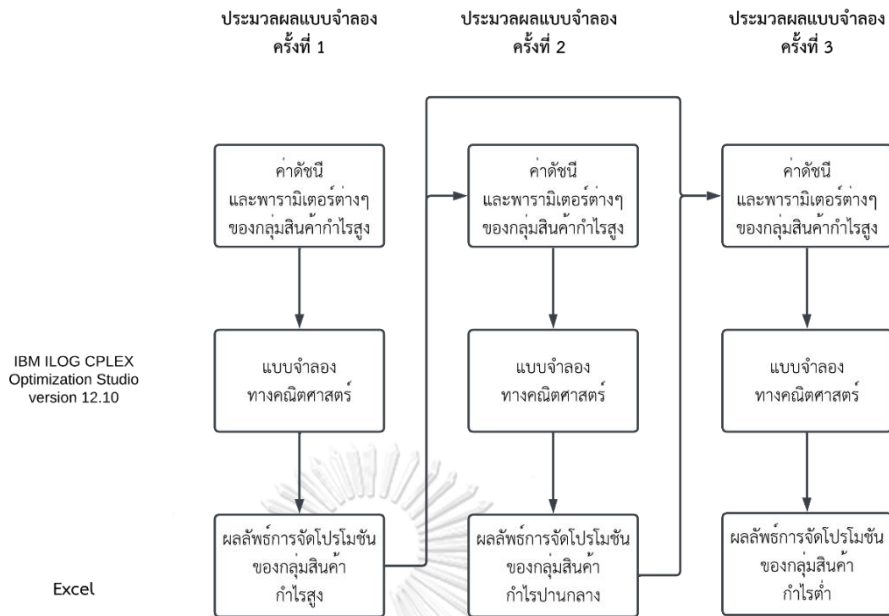 ประมวลผลแบบจำลอง
ครั้งที่ 1
ประมวลผลแบบจำลอง
ครั้งที่ 2
ประมวลผลแบบจำลอง
ครั้งที่ 3
ค่าดัชนี
และพารามิเตอร์ต่างๆ
ของกลุ่มสินค้ากำไรสูง
ค่าดัชนี
และพารามิเตอร์ต่างๆ
ของกลุ่มสินค้ากำไรสูง
ค่าดัชนี
และพารามิเตอร์ต่างๆ
ของกลุ่มสินค้ากำไรสูง
IBM ILOG CPLEX
Optimization Studio
version 12.10
แบบจำลอง
ทางคณิตศาสตร์
แบบจำลอง
ทางคณิตศาสตร์
แบบจำลอง
ทางคณิตศาสตร์
Excel
ผลลัพธ์การจัดโปรโมชัน
ของกลุ่มสินค้า
กำไรสูง
ผลลัพธ์การจัดโปรโมชัน
ของกลุ่มสินค้า
กำไรปานกลาง
ผลลัพธ์การจัดโปรโมชัน
ของกลุ่มสินค้า
กำไรต่ำ